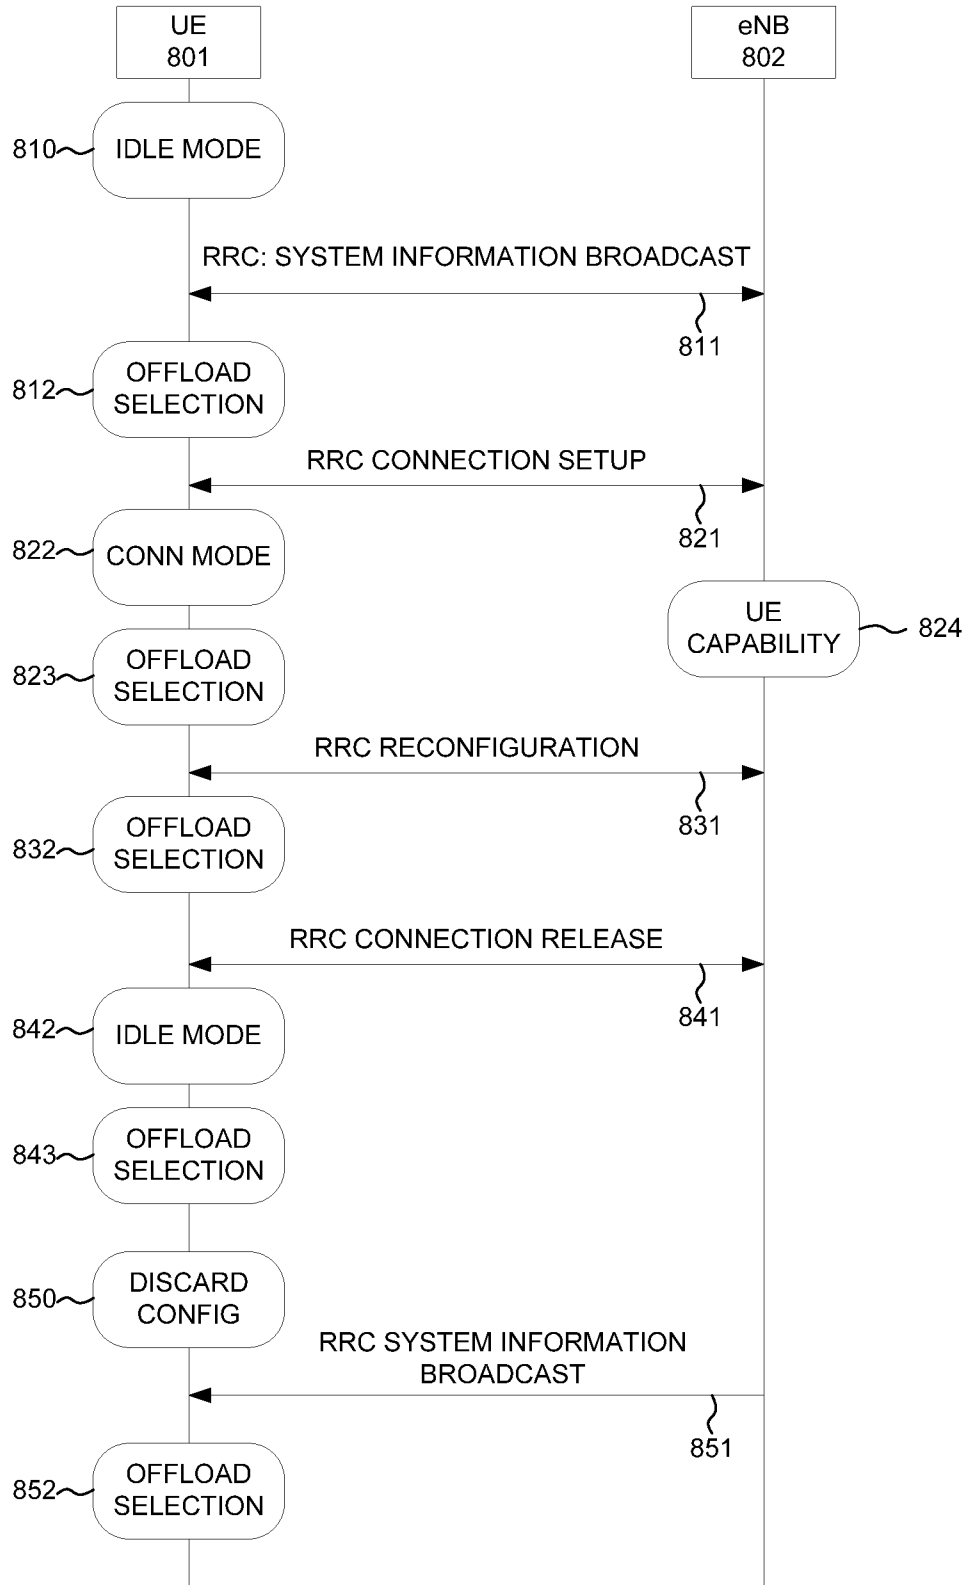 UE
801
eNB
802
810
IDLE MODE
RRC: SYSTEM INFORMATION BROADCAST
811
812
OFFLOAD
SELECTION
RRC CONNECTION SETUP
821
822
CONN MODE
UE
CAPABILITY
824
823
OFFLOAD
SELECTION
RRC RECONFIGURATION
831
832
OFFLOAD
SELECTION
RRC CONNECTION RELEASE
841
842
IDLE MODE
843
OFFLOAD
SELECTION
850
DISCARD
CONFIG
RRC SYSTEM INFORMATION
BROADCAST
851
852
OFFLOAD
SELECTION